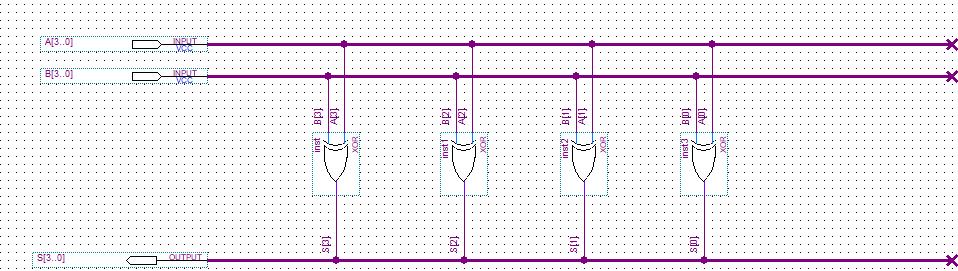 A[3..0] INPUT
VCC
B[3..0] INPUT
VCC
B[3] A[3] B[2] A[2] B[1] A[1] B[0] A[0]
inst XOR inst1 XOR inst2 XOR inst3 XOR
S[3] S[2] S[1] S[0]
S[3..0] OUTPUT